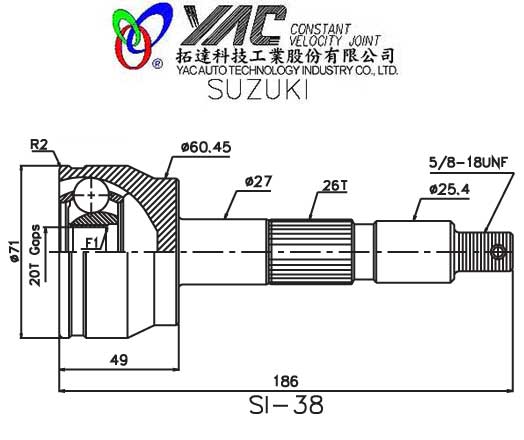 YAC CONSTANT
VELOCITY JOINT
®
拓達科技工業股份有限公司
YAC AUTO TECHNOLOGY INDUSTRY CO., LTD.
SUZUKI
R2
ø60.45
5/8-18UNF
ø27
26T
ø25.4
ø71
20T Gaps
F1
49
186
SI-38